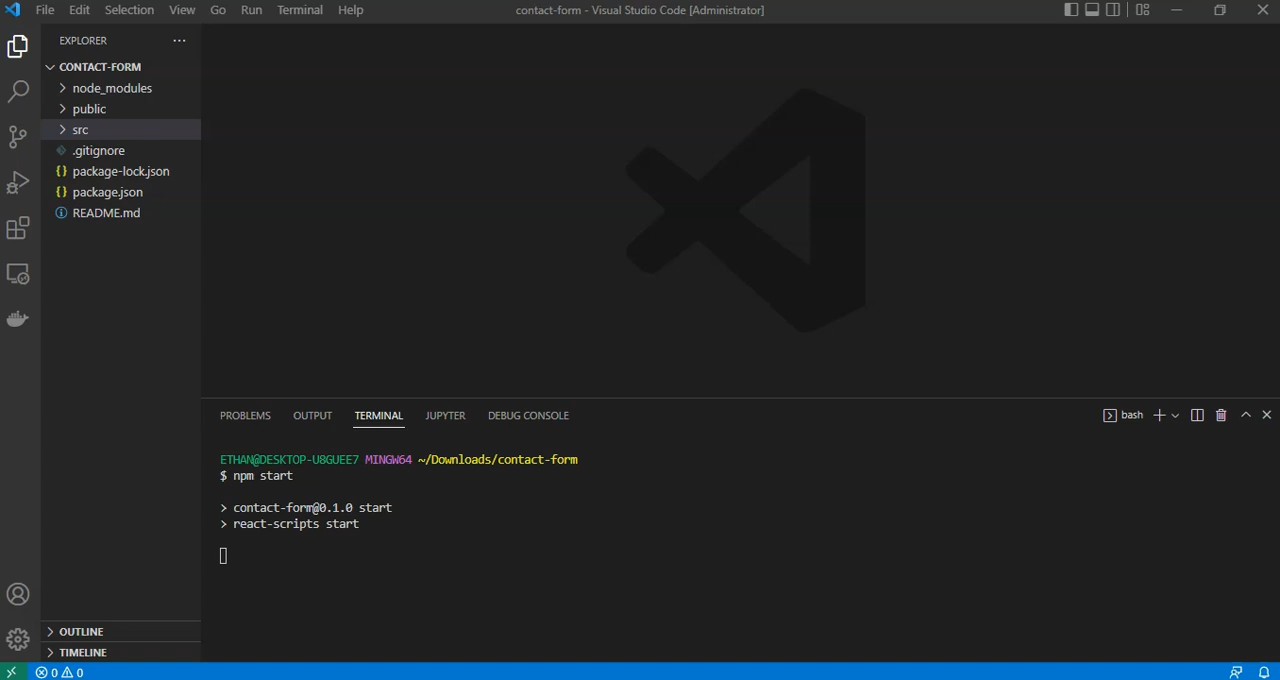 File Edit Selection View Go Run Terminal Help
contact-form - Visual Studio Code [Administrator]
EXPLORER
CONTACT-FORM
node_modules
public
src
.gitignore
package-lock.json
package.json
README.md
OUTLINE
TIMELINE
PROBLEMS OUTPUT TERMINAL JUPYTER DEBUG CONSOLE
bash
ETHAN@DESKTOP-U8GUEE7 MINGW64 ~/Downloads/contact-form
$ npm start
> contact-form@0.1.0 start
> react-scripts start
0 0